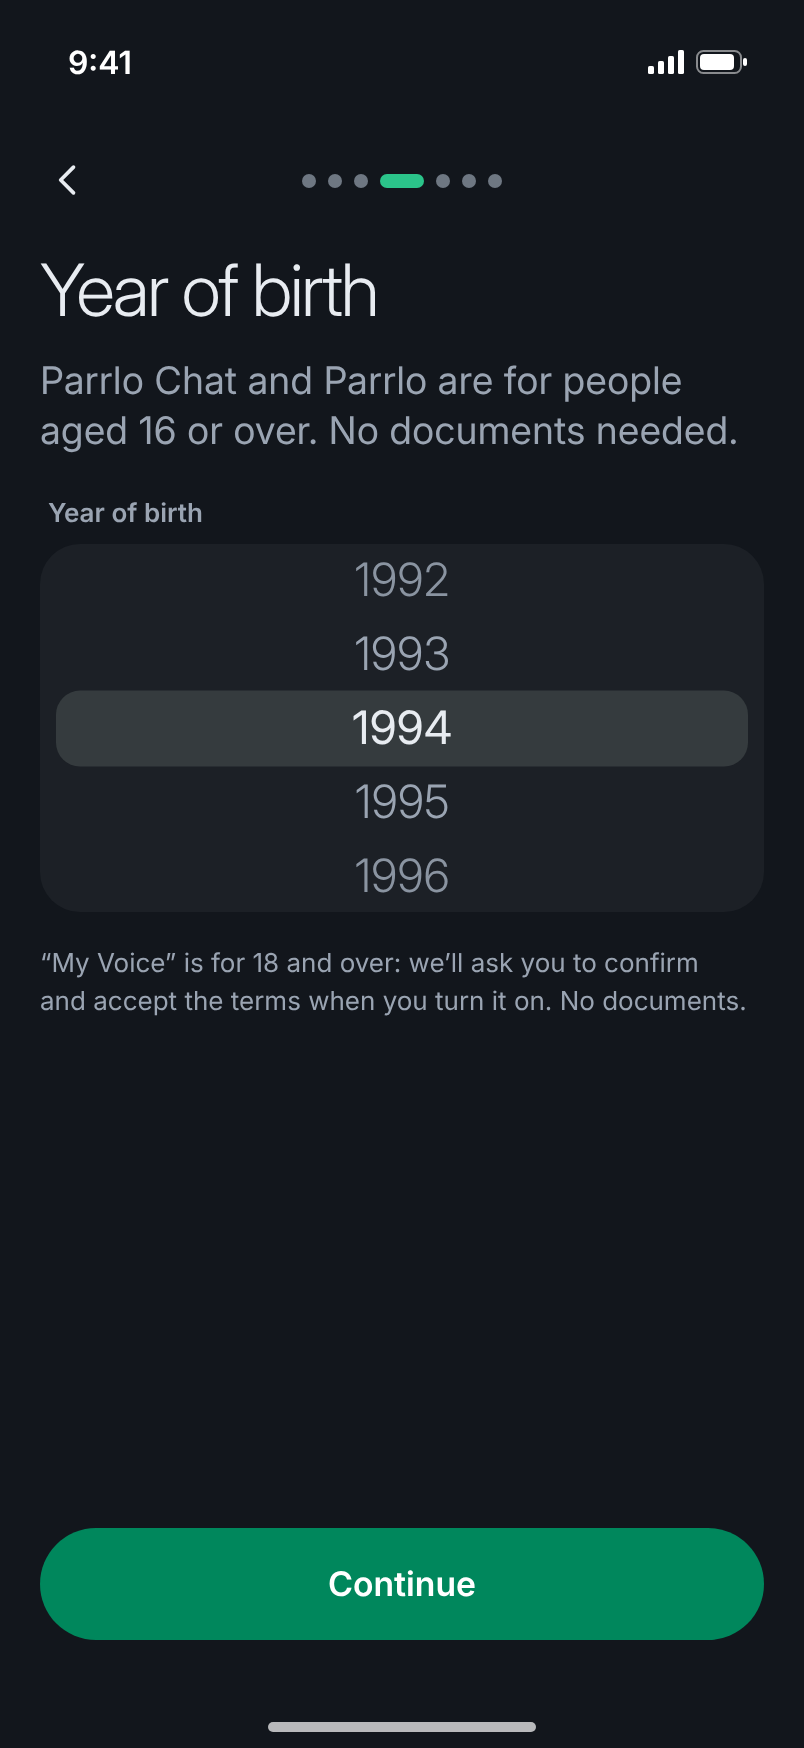 9:41
Year of birth
Parrlo Chat and Parrlo are for people
aged 16 or over. No documents needed.
Year of birth
1992
1993
1994
1995
1996
“My Voice” is for 18 and over: we’ll ask you to confirm
and accept the terms when you turn it on. No documents.
Continue